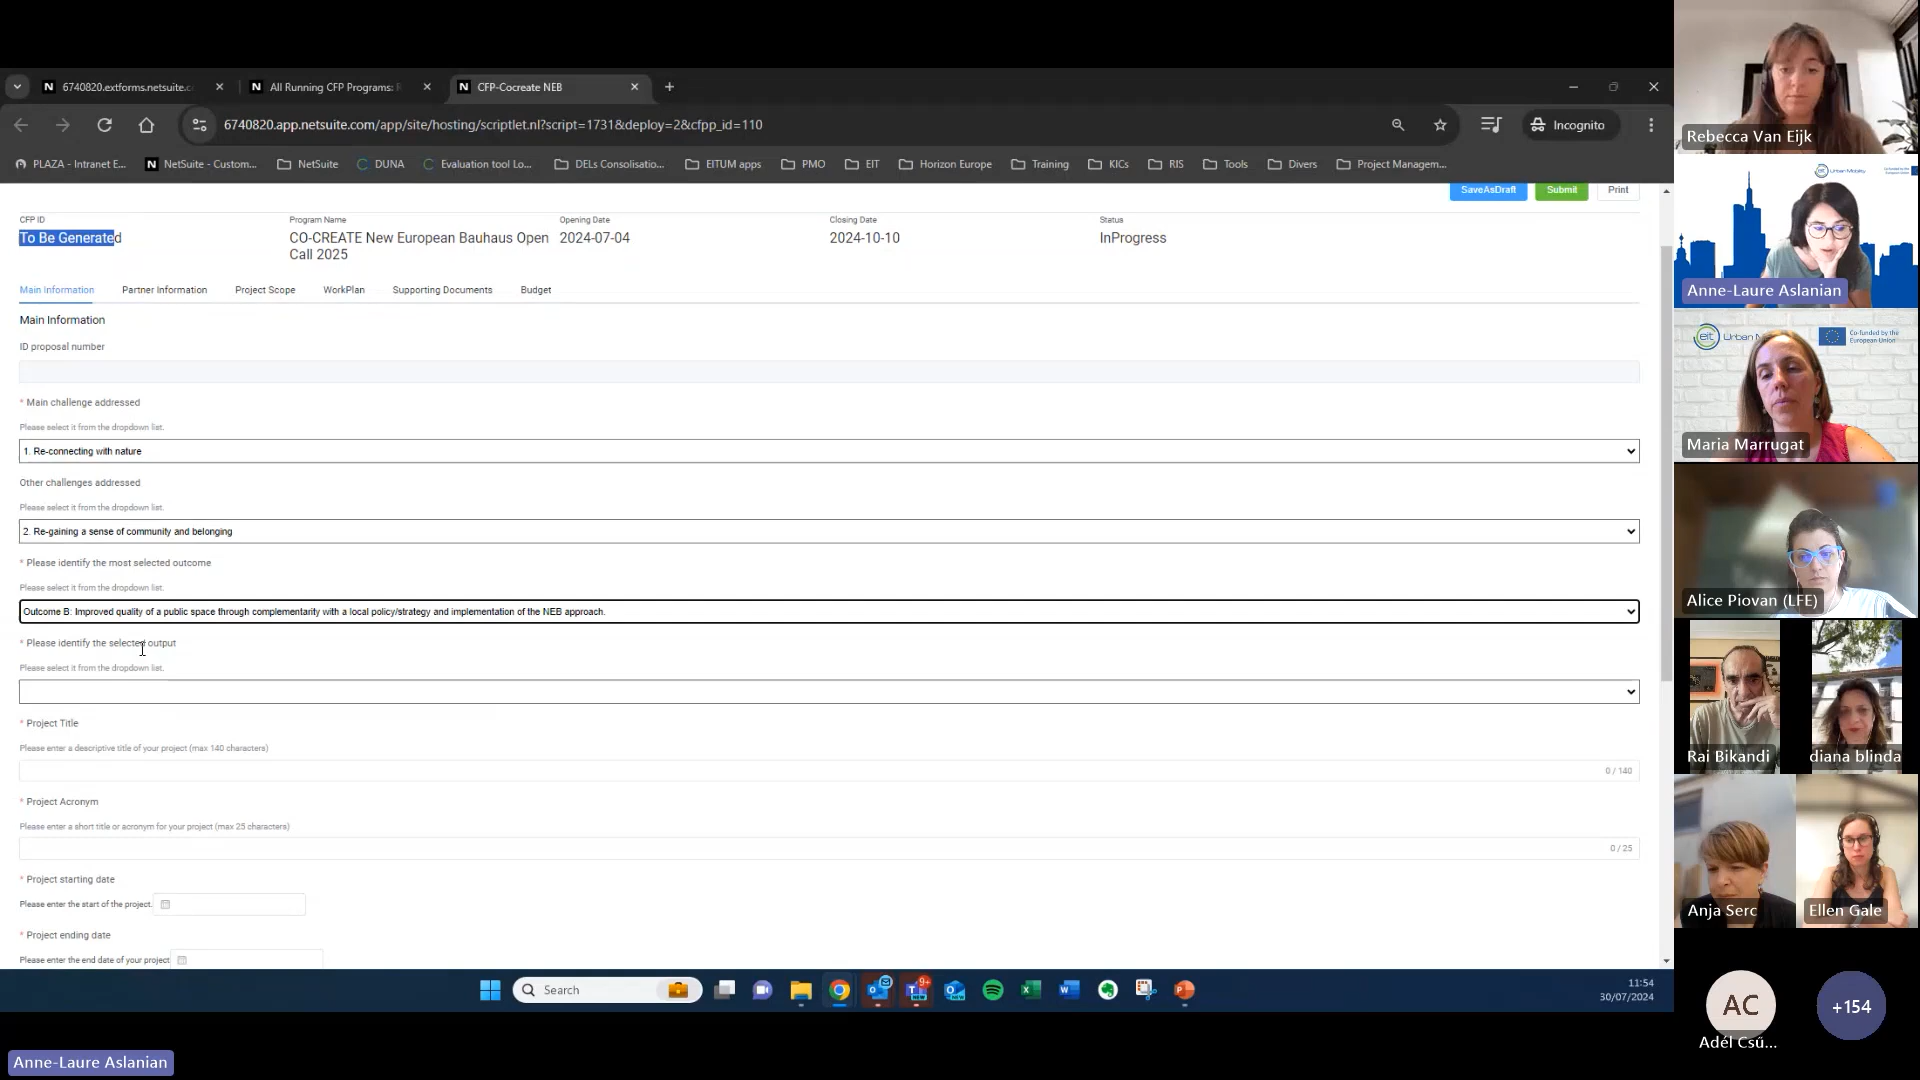 6740820.extforms.netsuite.c
All Running CFP Programs: R
CFP-Cocreate NEB
6740820.app.netsuite.com/app/site/hosting/scriptlet.nl?script=1731&deploy=2&cfpp_id=110
Incognito
PLAZA - Intranet E...
NetSuite - Custom...
NetSuite
DUNA
Evaluation tool Lo...
DELs Consolisatio...
EITUM apps
PMO
EIT
Horizon Europe
Training
KICs
RIS
Tools
Divers
Project Managem...
SaveAsDraft
Submit
Print
CFP ID
Program Name
Opening Date
Closing Date
Status
To Be Generated
CO-CREATE New European Bauhaus Open
Call 2025
2024-07-04
2024-10-10
InProgress
Main Information
Partner Information
Project Scope
WorkPlan
Supporting Documents
Budget
Main Information
ID proposal number
* Main challenge addressed
Please select it from the dropdown list.
1. Re-connecting with nature
Other challenges addressed
Please select it from the dropdown list.
2. Re-gaining a sense of community and belonging
* Please identify the most selected outcome
Please select it from the dropdown list.
Outcome B: Improved quality of a public space through complementarity with a local policy/strategy and implementation of the NEB approach.
* Please identify the selected output
Please select it from the dropdown list.
* Project Title
Please enter a descriptive title of your project (max 140 characters)
0 / 140
* Project Acronym
Please enter a short title or acronym for your project (max 25 characters)
0 / 25
* Project starting date
Please enter the start of the project.
* Project ending date
Please enter the end date of your project
Search
9+
11:54
30/07/2024
Anne-Laure Aslanian
Rebecca Van Eijk
Urban Mobility
Anne-Laure Aslanian
eit Urban M
Co-funded by the
European Union
Maria Marrugat
Alice Piovan (LFE)
Rai Bikandi
diana blinda
Anja Serc
Ellen Gale
AC
+154
Adél Csű...